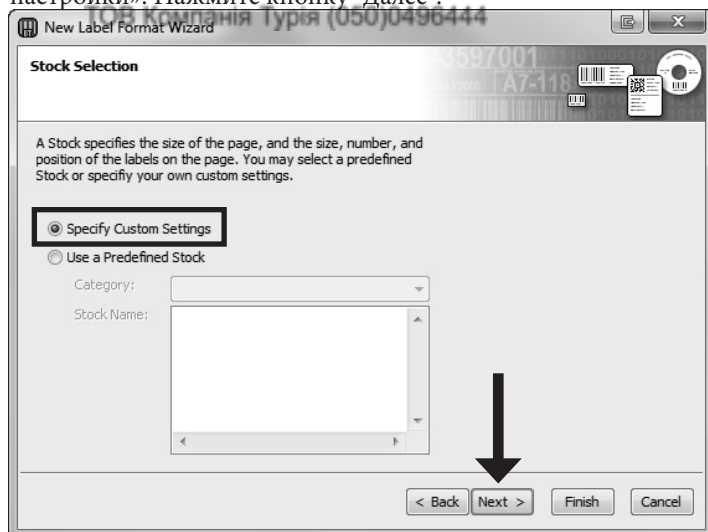 настройки». Нажмите кнопку "Далее".
ТОВ Компанія Турія (050)0496444
New Label Format Wizard
Stock Selection
3597001
A7-118
A Stock specifies the size of the page, and the size, number, and
position of the labels on the page. You may select a predefined
Stock or specifiy your own custom settings.
Specify Custom Settings
Use a Predefined Stock
Category:
Stock Name:
< Back Next > Finish Cancel